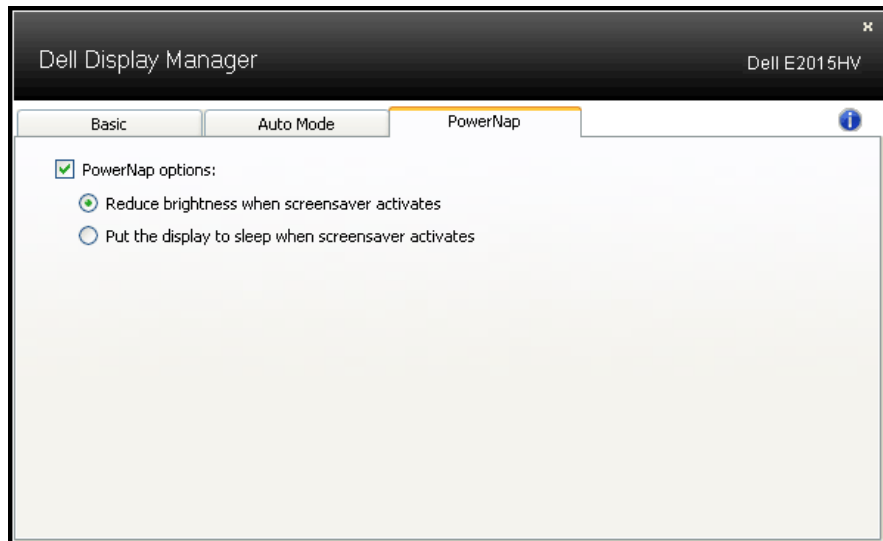 Dell Display Manager
Dell E2015HV
Basic
Auto Mode
PowerNap
PowerNap options:
Reduce brightness when screensaver activates
Put the display to sleep when screensaver activates